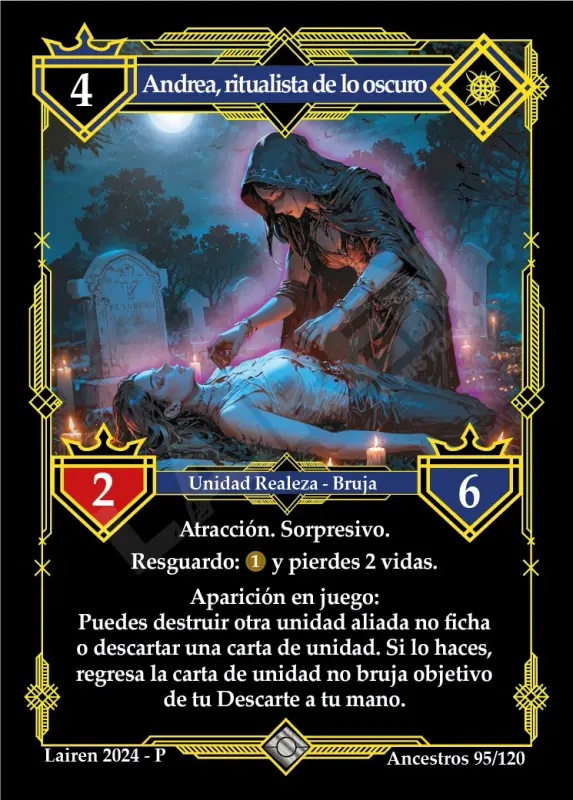 4
Andrea, ritualista de lo oscuro
2
Unidad Realeza - Bruja
6
Atracción. Sorpresivo.
Resguardo: 1 y pierdes 2 vidas.
Aparición en juego:
Puedes destruir otra unidad aliada no ficha
o descartar una carta de unidad. Si lo haces,
regresa la carta de unidad no bruja objetivo
de tu Descarte a tu mano.
Lairen 2024 - P
Ancestros 95/120